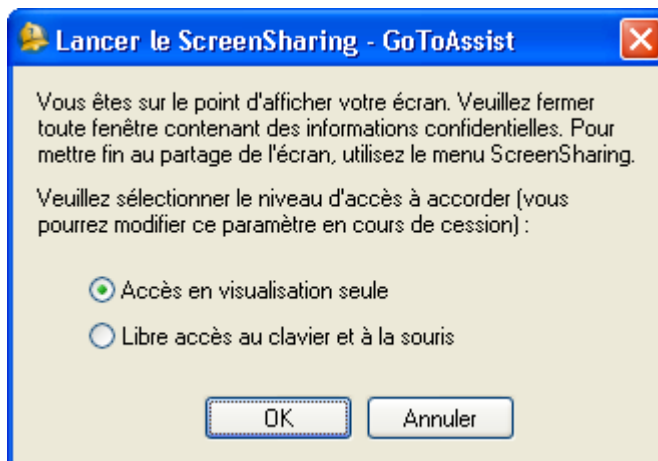 Lancer le ScreenSharing - GoToAssist
Vous êtes sur le point d'afficher votre écran. Veuillez fermer
toute fenêtre contenant des informations confidentielles. Pour
mettre fin au partage de l'écran, utilisez le menu ScreenSharing.
Veuillez sélectionner le niveau d'accès à accorder (vous
pourrez modifier ce paramètre en cours de cession) :
Accès en visualisation seule
Libre accès au clavier et à la souris
OK
Annuler